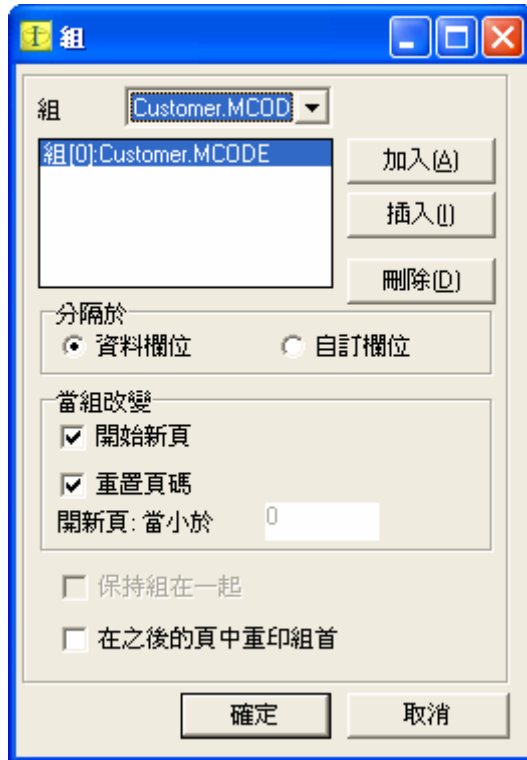 組
組 Customer.MCOD
組[0]:Customer.MCODE
加入(A)
插入(I)
刪除(D)
分隔於
資料欄位 自訂欄位
當組改變
開始新頁
重置頁碼
開新頁: 當小於 0
保持組在一起
在之後的頁中重印組首
確定 取消